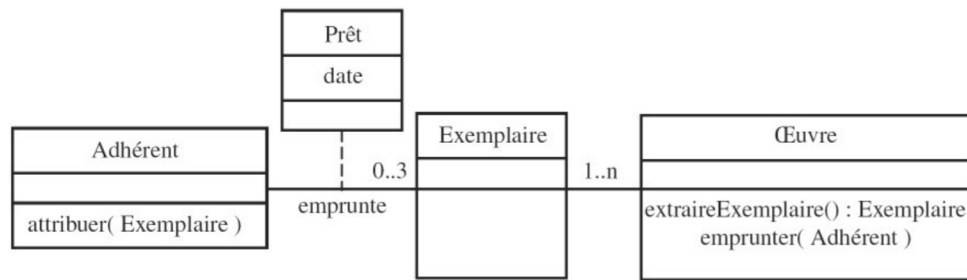 Prêt
date
Adhérent
attribuer( Exemplaire )
0..3
emprunte
Exemplaire
1..n
Œuvre
extraireExemplaire() : Exemplaire
emprunter( Adhérent )